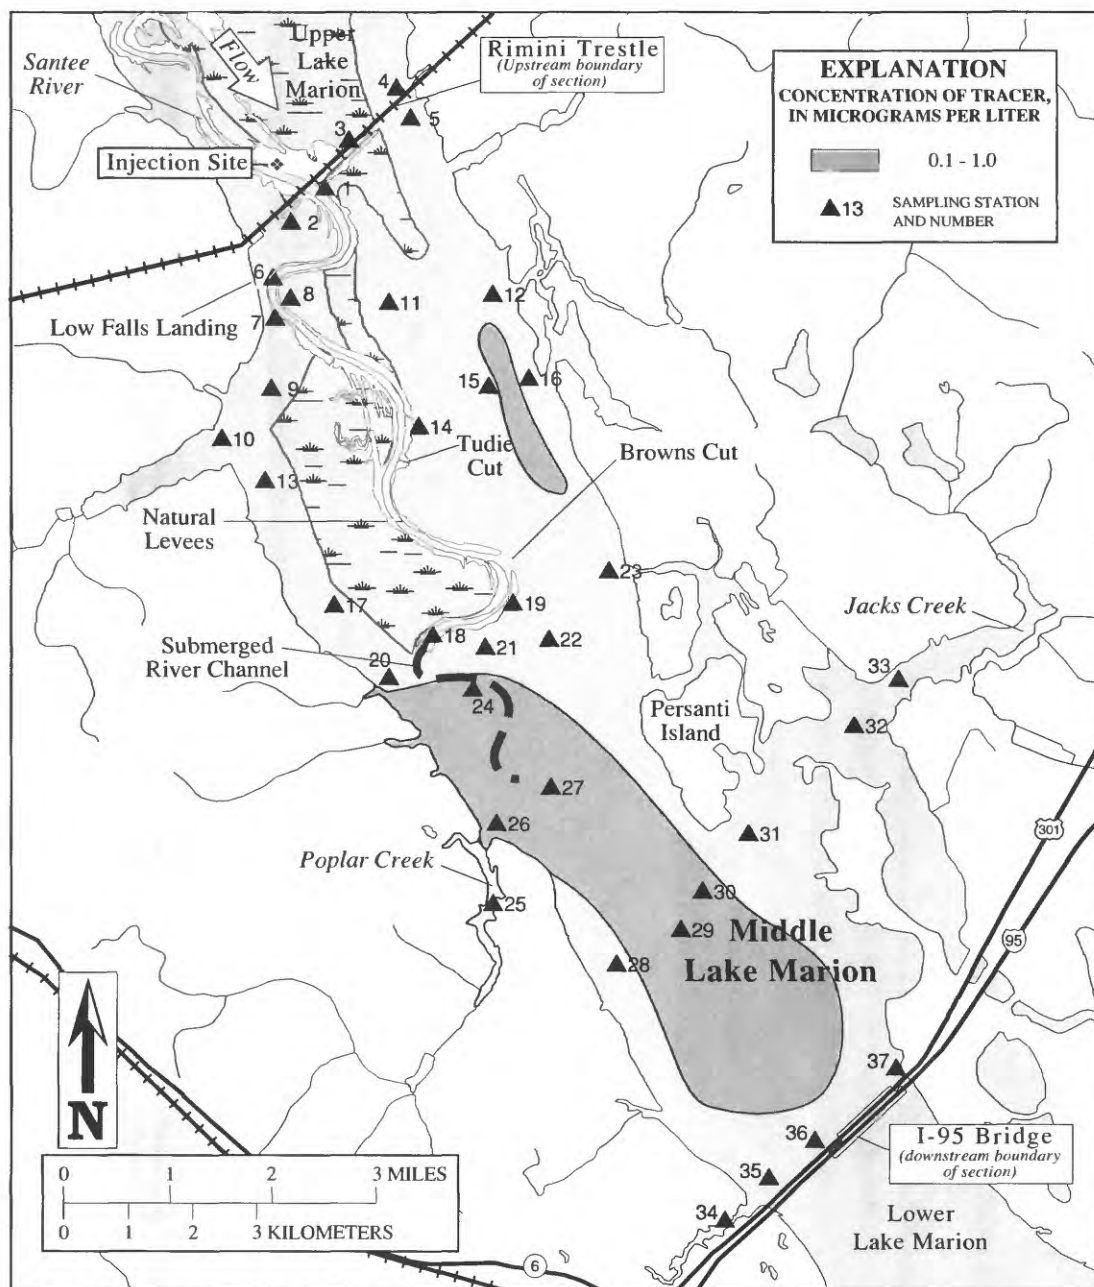 Santee
River
Flow
Upper
Lake
Marion
Rimini Trestle
(Upstream boundary
of section)
EXPLANATION
CONCENTRATION OF TRACER,
IN MICROGRAMS PER LITER
0.1 - 1.0
13 SAMPLING STATION
AND NUMBER
4
5
3
Injection Site
1
2
6
8
7
11
12
Low Falls Landing
9
15
16
10
14
Tudie
Cut
Browns Cut
13
Natural
Levees
23
17
19
Jacks Creek
18
21
22
Submerged
River Channel
20
24
33
Persanti
Island
32
27
26
31
301
Poplar Creek
30
25
29
Middle
Lake Marion
28
95
37
N
36
I-95 Bridge
(downstream boundary
of section)
35
34
0 1 2 3 MILES
0 1 2 3 KILOMETERS
Lower
Lake Marion
6